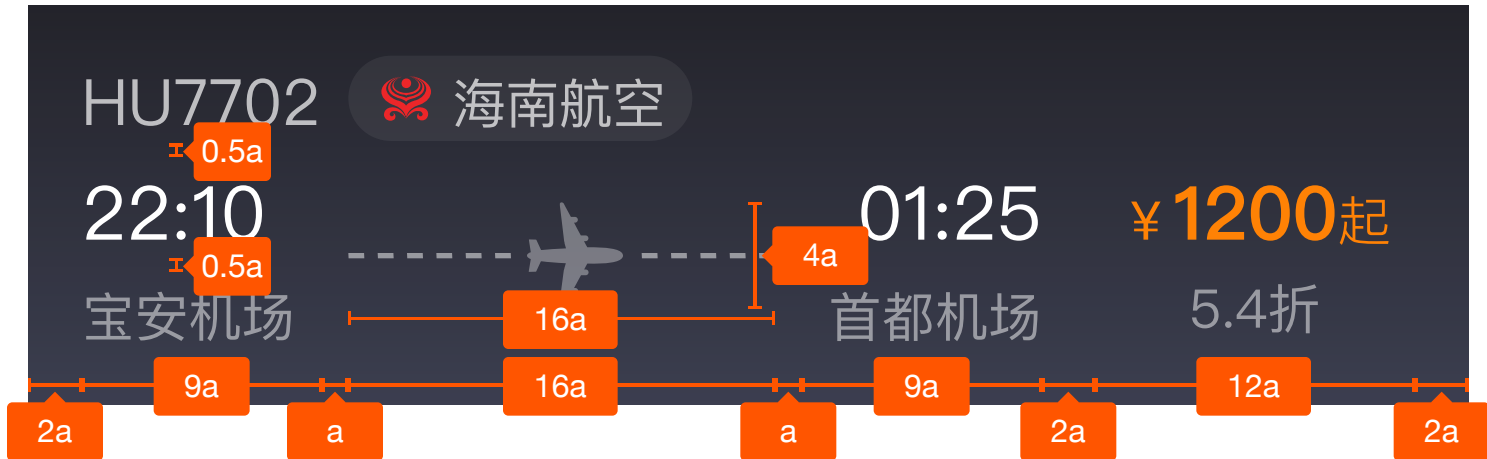 HU7702 海南航空
0.5a
22:10 01:25 ¥1200起
0.5a 4a
宝安机场 16a 首都机场 5.4折
9a 16a 9a 12a
2a a a 2a 2a